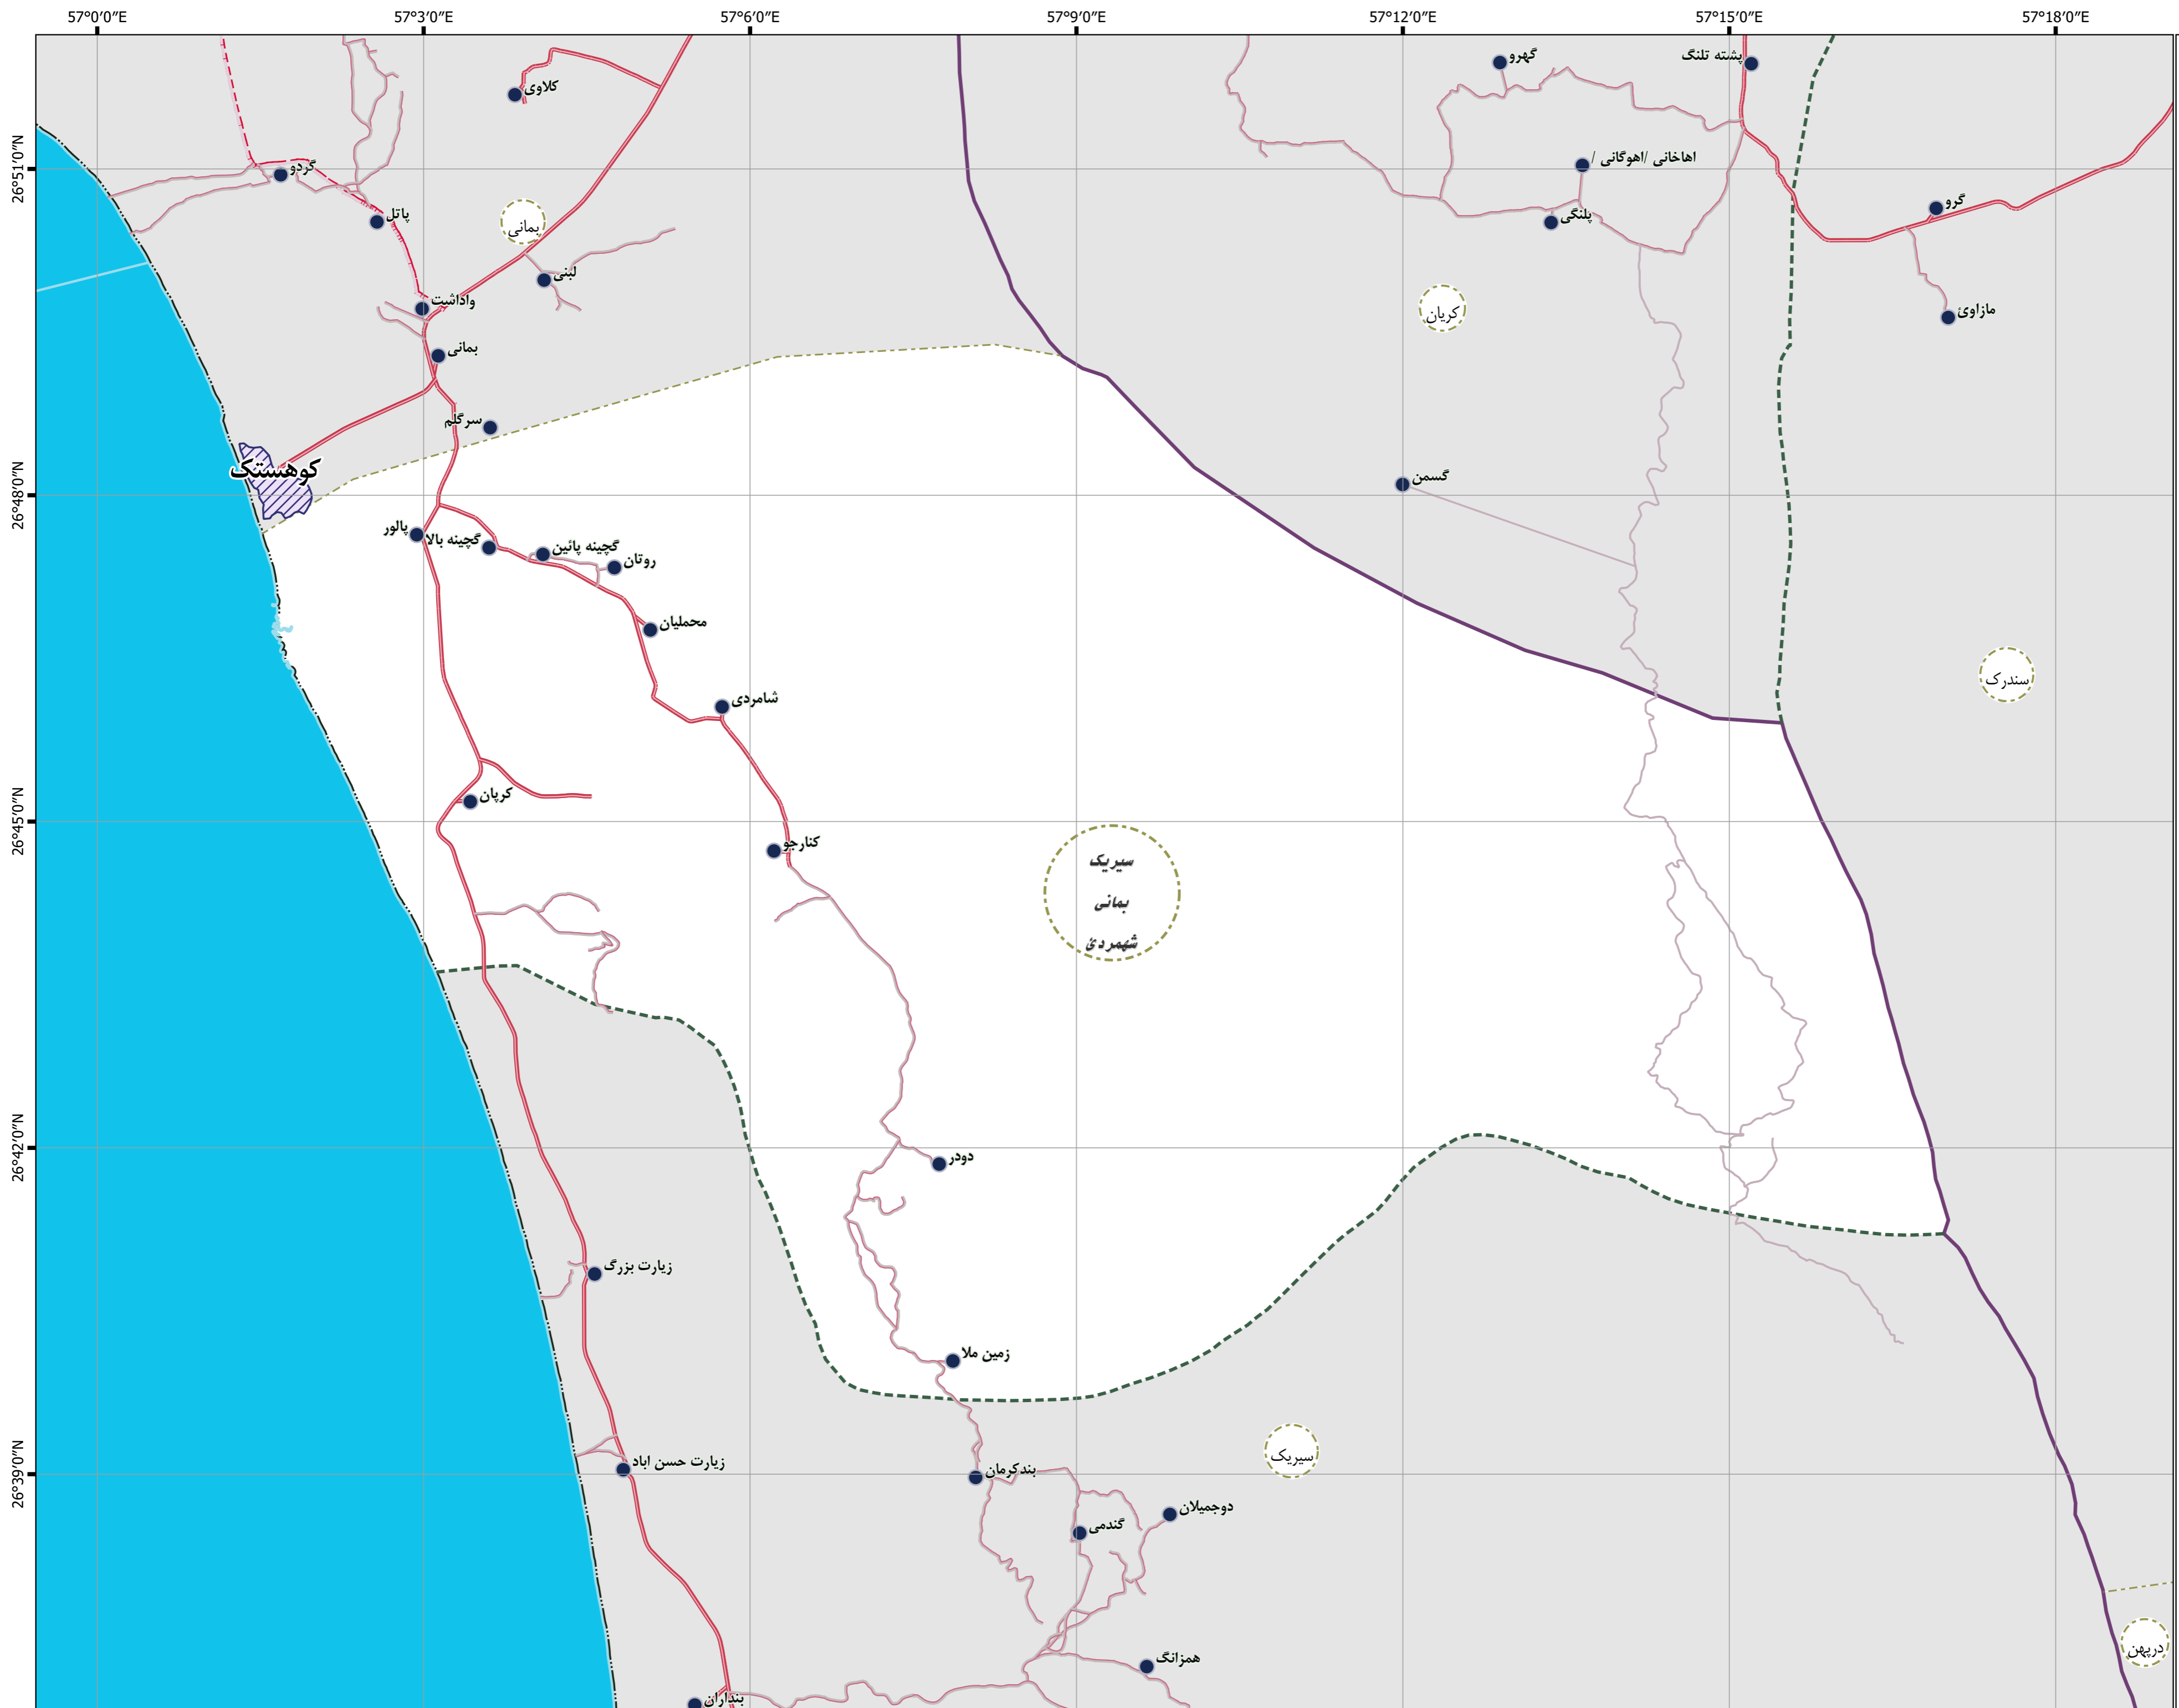 57°0'0"E
57°3'0"E
57°6'0"E
57°9'0"E
57°12'0"E
57°15'0"E
57°18'0"E
26°51'0"N
26°48'0"N
26°45'0"N
26°42'0"N
26°39'0"N
کلاوی
گهرو
پشته تلنگ
گردو
اهاخانی /اهوگانی /
پاتل
بمانی
پلنگی
گرو
لبنی
واداشت
کریان
مازاوئ
بمانی
سرگلم
کوهستک
گسمن
پالور
گچینه بالا
گچینه پائین
روتان
محملیان
سندرک
شامردی
کرپان
کنارجو
سیریک
بمانی
شهمردئ
دودر
زیارت بزرگ
زمین ملا
سیریک
زیارت حسن اباد
بندکرمان
دوجمیلان
گندمی
درپهن
همزانگ
بنداران